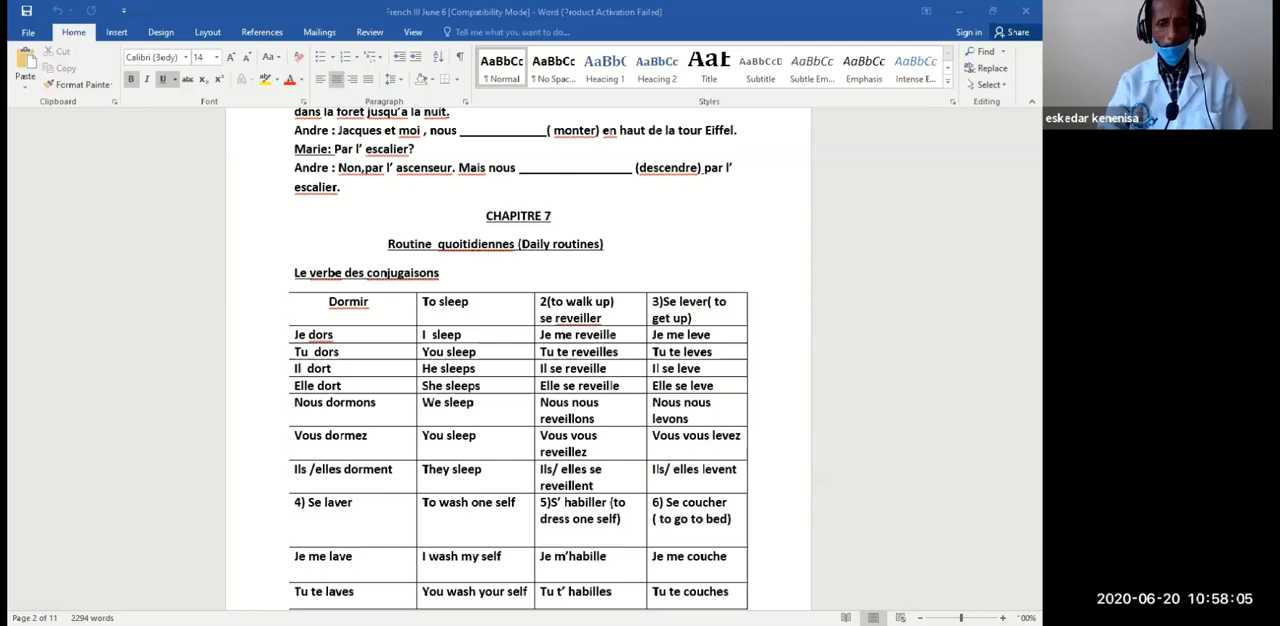 French III June 6 [Compatibility Mode] - Word (Product Activation Failed)
File Home Insert Design Layout References Mailings Review View Tell me what you want to do... Sign in Share
Cut
Copy
Format Painter
Paste
Calibri (Body) 14
Clipboard Font Paragraph Styles Editing
AaBbCc ¶ Normal
AaBbCc ¶ No Spac...
AaBbC Heading 1
AaBbCc Heading 2
AaB Title
AaBbCcD Subtitle
AaBbCc Subtle Em...
AaBbCc Emphasis
AaBbCc Intense E...
Find
Replace
Select
eskedar kenenisa
dans la foret jusqu'a la nuit.
Andre : Jacques et moi , nous ____________( monter) en haut de la tour Eiffel.
Marie: Par l' escalier?
Andre : Non,par l' ascenseur. Mais nous ________________ (descendre) par l'
escalier.
CHAPITRE 7
Routine quoitidiennes (Daily routines)
Le verbe des conjugaisons
Dormir To sleep 2(to walk up) 3)Se lever( to
se reveiller get up)
Je dors I sleep Je me reveille Je me leve
Tu dors You sleep Tu te reveilles Tu te leves
Il dort He sleeps Il se reveille Il se leve
Elle dort She sleeps Elle se reveille Elle se leve
Nous dormons We sleep Nous nous Nous nous
reveillons levons
Vous dormez You sleep Vous vous Vous vous levez
reveillez
Ils /elles dorment They sleep Ils/ elles se Ils/ elles levent
reveillent
4) Se laver To wash one self 5)S' habiller (to 6) Se coucher
dress one self) ( to go to bed)
Je me lave I wash my self Je m'habille Je me couche
Tu te laves You wash your self Tu t' habilles Tu te couches
2020-06-20 10:58:05
Page 2 of 11 2294 words